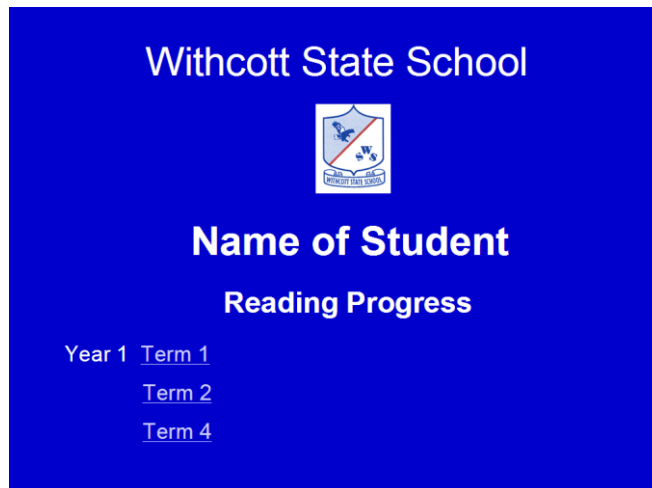 Withcott State School
W
S S
WITHCOTT STATE SCHOOL
Name of Student
Reading Progress
Year 1 Term 1
Term 2
Term 4